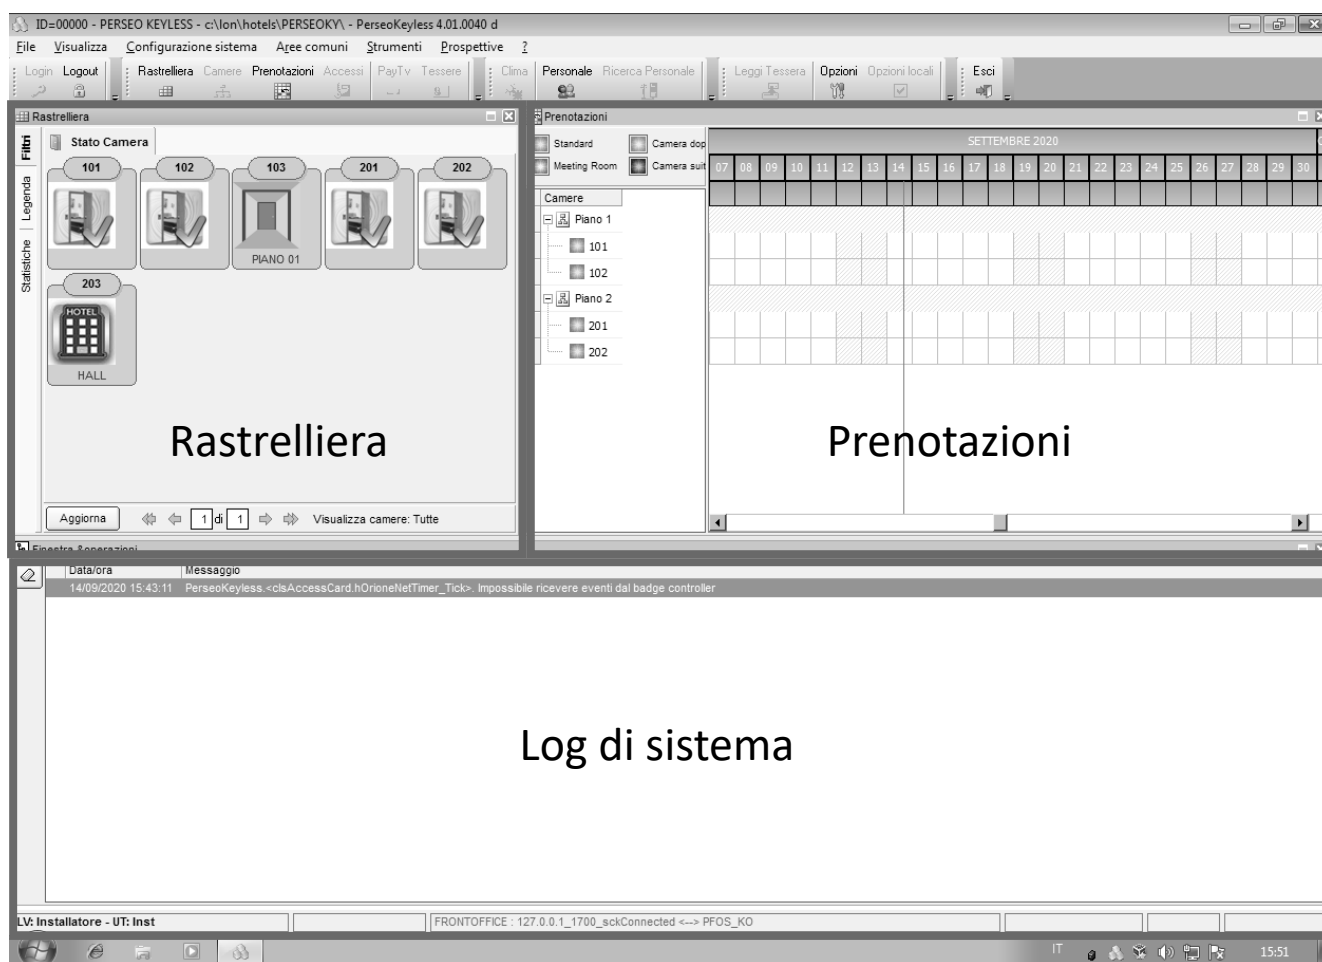 ID=00000 - PERSEO KEYLESS - c:\lon\hotels\PERSEOKY\ - PerseoKeyless 4.01.0040 d
File Visualizza Configurazione sistema Aree comuni Strumenti Prospettive ?
Login Logout Rastrelliera Camere Prenotazioni Accessi PayTv Tessere Clima Personale Ricerca Personale Leggi Tessera Opzioni Opzioni locali Esci
Rastrelliera
Filtri
Legenda
Statistiche
Stato Camera
101 102 103 201 202
PIANO 01
203
HOTEL
HALL
Rastrelliera
Aggiorna 1 di 1 Visualizza camere: Tutte
Prenotazioni
Standard Camera dop
Meeting Room Camera suit
SETTEMBRE 2020
07 08 09 10 11 12 13 14 15 16 17 18 19 20 21 22 23 24 25 26 27 28 29 30
Camere
Piano 1
101
102
Piano 2
201
202
Prenotazioni
Finestra &operazioni
Data/ora Messaggio
14/09/2020 15:43:11 PerseoKeyless.<clsAccessCard.hOrioneNetTimer_Tick>. Impossibile ricevere eventi dal badge controller
Log di sistema
LV: Installatore - UT: Inst FRONTOFFICE : 127.0.0.1_1700_sckConnected <--> PFOS_KO
IT 15:51